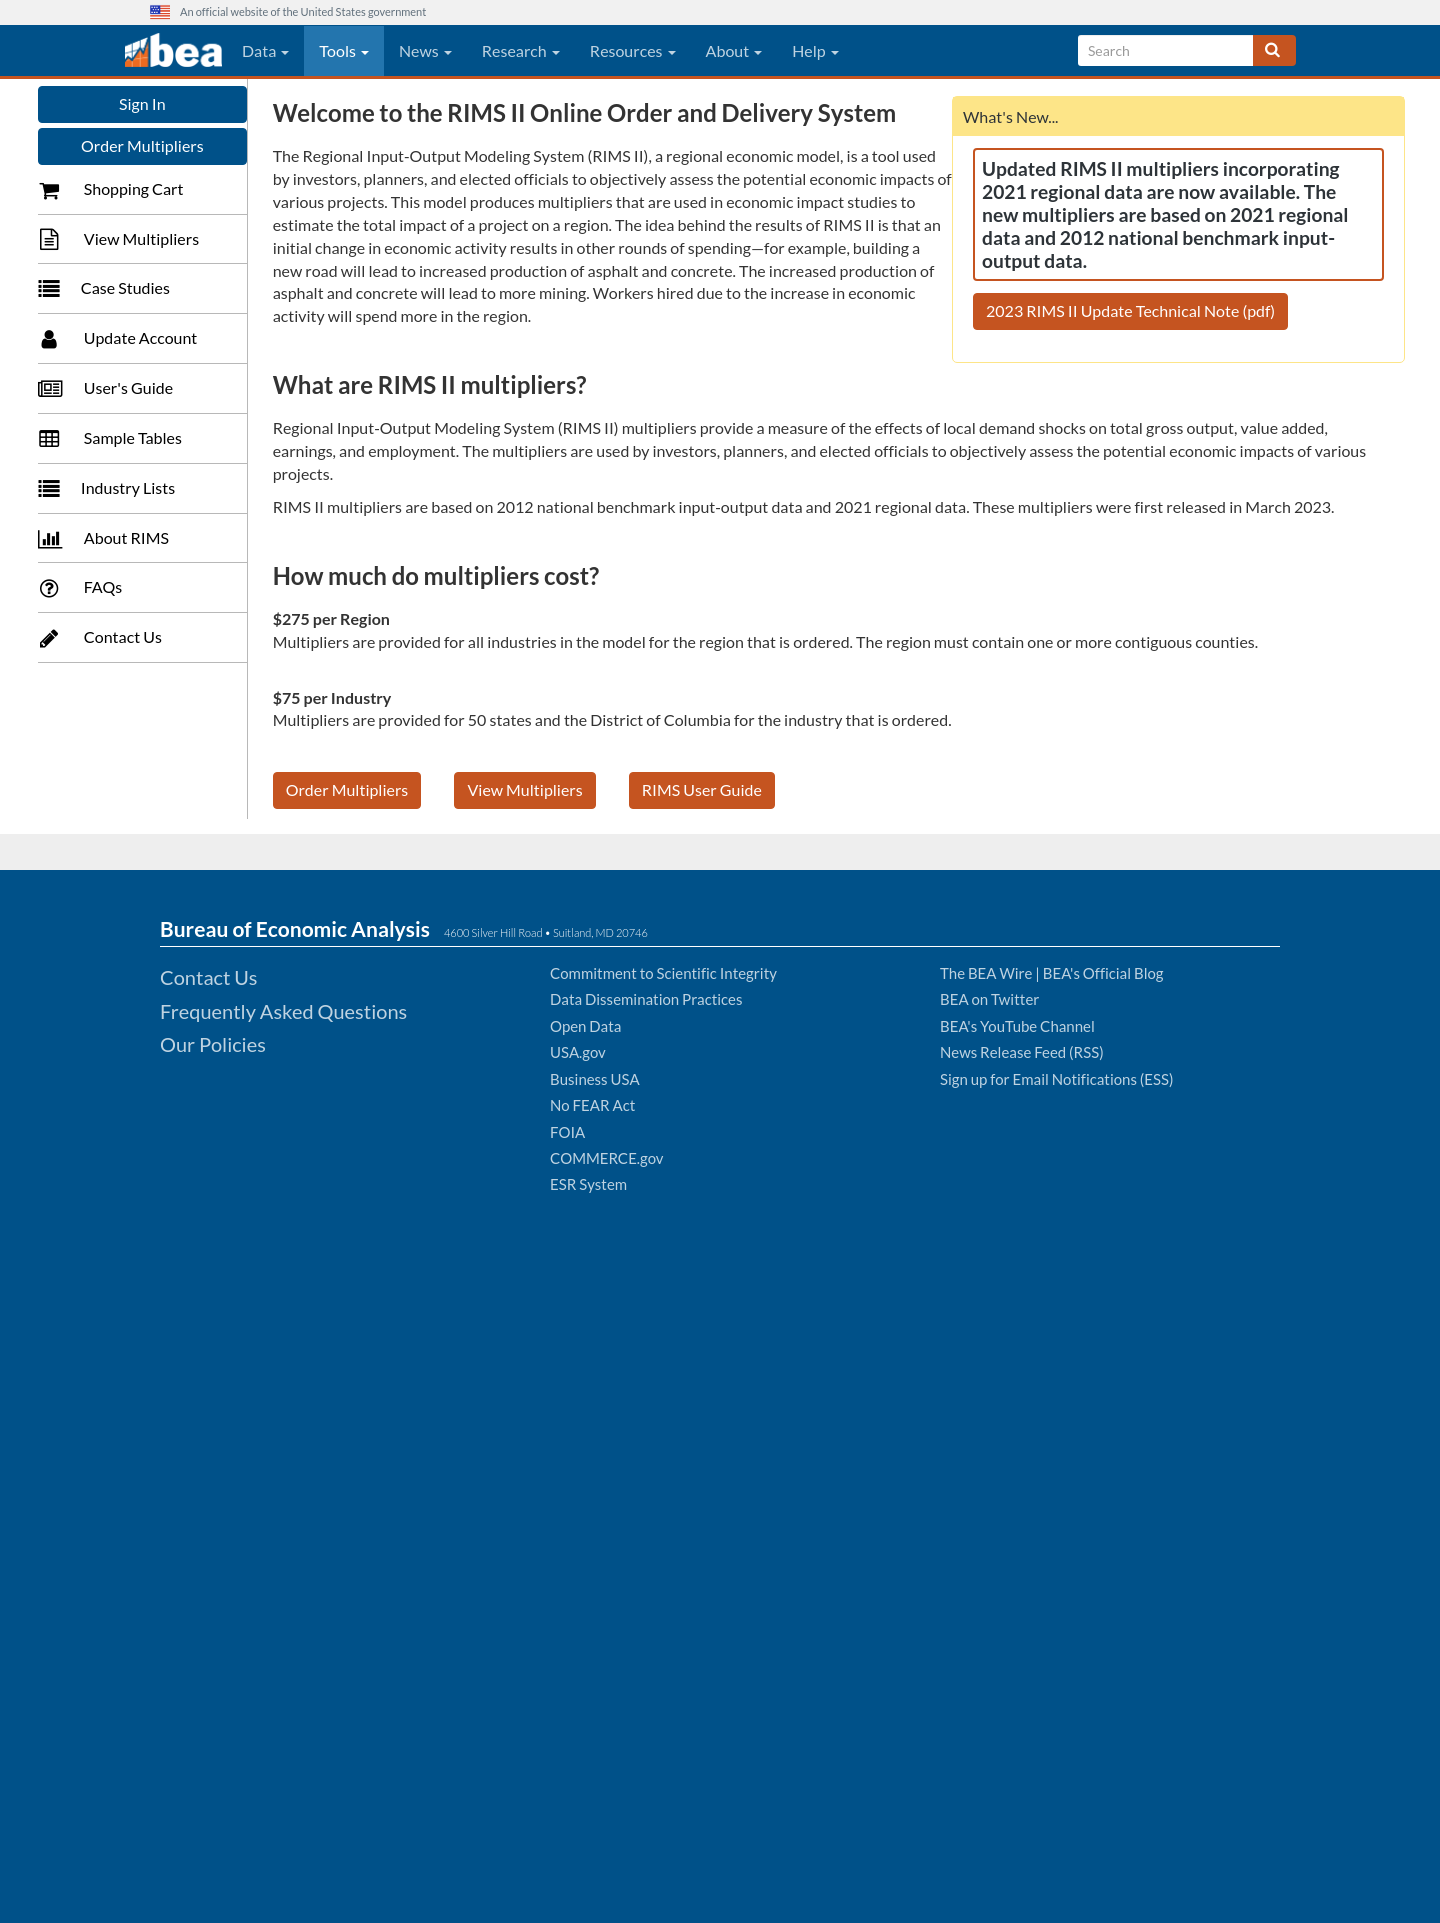 An official website of the United States government
bea Data Tools News Research Resources About Help Search
Sign In
Order Multipliers
Shopping Cart
View Multipliers
Case Studies
Update Account
User's Guide
Sample Tables
Industry Lists
About RIMS
FAQs
Contact Us
Welcome to the RIMS II Online Order and Delivery System
The Regional Input-Output Modeling System (RIMS II), a regional economic model, is a tool used
by investors, planners, and elected officials to objectively assess the potential economic impacts of
various projects. This model produces multipliers that are used in economic impact studies to
estimate the total impact of a project on a region. The idea behind the results of RIMS II is that an
initial change in economic activity results in other rounds of spending—for example, building a
new road will lead to increased production of asphalt and concrete. The increased production of
asphalt and concrete will lead to more mining. Workers hired due to the increase in economic
activity will spend more in the region.
What's New...
Updated RIMS II multipliers incorporating
2021 regional data are now available. The
new multipliers are based on 2021 regional
data and 2012 national benchmark input-
output data.
2023 RIMS II Update Technical Note (pdf)
What are RIMS II multipliers?
Regional Input-Output Modeling System (RIMS II) multipliers provide a measure of the effects of local demand shocks on total gross output, value added,
earnings, and employment. The multipliers are used by investors, planners, and elected officials to objectively assess the potential economic impacts of various
projects.
RIMS II multipliers are based on 2012 national benchmark input-output data and 2021 regional data. These multipliers were first released in March 2023.
How much do multipliers cost?
$275 per Region
Multipliers are provided for all industries in the model for the region that is ordered. The region must contain one or more contiguous counties.
$75 per Industry
Multipliers are provided for 50 states and the District of Columbia for the industry that is ordered.
Order Multipliers View Multipliers RIMS User Guide
Bureau of Economic Analysis 4600 Silver Hill Road • Suitland, MD 20746
Contact Us
Frequently Asked Questions
Our Policies
Commitment to Scientific Integrity
Data Dissemination Practices
Open Data
USA.gov
Business USA
No FEAR Act
FOIA
COMMERCE.gov
ESR System
The BEA Wire | BEA's Official Blog
BEA on Twitter
BEA's YouTube Channel
News Release Feed (RSS)
Sign up for Email Notifications (ESS)